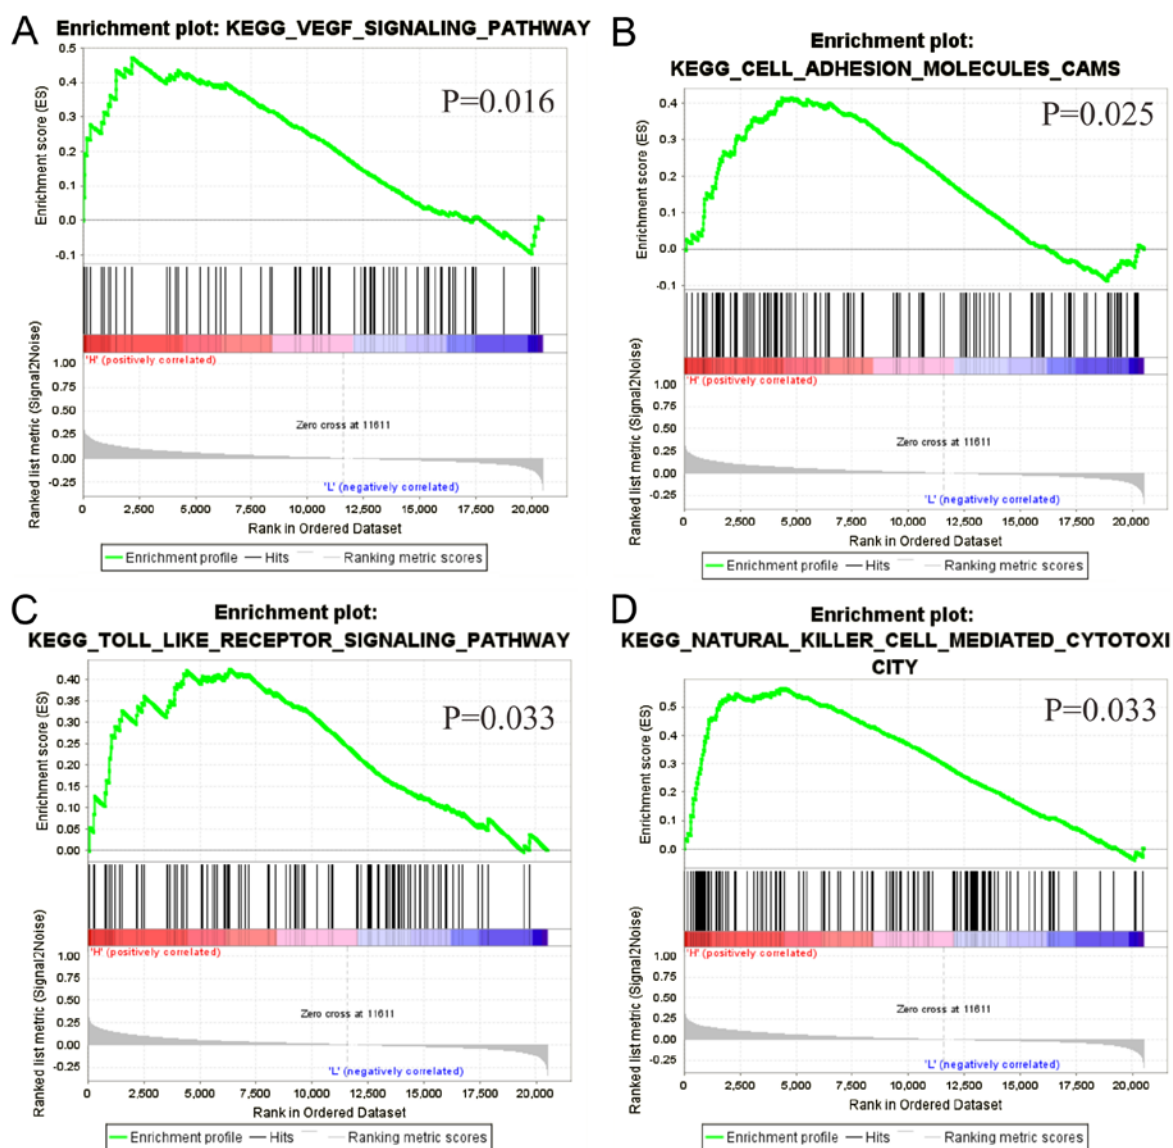 A
Enrichment plot: KEGG_VEGF_SIGNALING_PATHWAY
P=0.016
Enrichment score (ES)
0.5
0.4
0.3
0.2
0.1
0.0
-0.1
'H' (positively correlated)
Ranked list metric (Signal2Noise)
1.00
0.75
0.50
0.25
0.00
-0.25
Zero cross at 11611
'L' (negatively correlated)
0 2,500 5,000 7,500 10,000 12,500 15,000 17,500 20,000
Rank in Ordered Dataset
Enrichment profile Hits Ranking metric scores
B
Enrichment plot:
KEGG_CELL_ADHESION_MOLECULES_CAMS
P=0.025
Enrichment score (ES)
0.4
0.3
0.2
0.1
0.0
-0.1
'H' (positively correlated)
Ranked list metric (Signal2Noise)
1.00
0.75
0.50
0.25
0.00
-0.25
Zero cross at 11611
'L' (negatively correlated)
0 2,500 5,000 7,500 10,000 12,500 15,000 17,500 20,000
Rank in Ordered Dataset
Enrichment profile Hits Ranking metric scores
C
Enrichment plot:
KEGG_TOLL_LIKE_RECEPTOR_SIGNALING_PATHWAY
P=0.033
Enrichment score (ES)
0.40
0.35
0.30
0.25
0.20
0.15
0.10
0.05
0.00
'H' (positively correlated)
Ranked list metric (Signal2Noise)
1.00
0.75
0.50
0.25
0.00
-0.25
Zero cross at 11611
'L' (negatively correlated)
0 2,500 5,000 7,500 10,000 12,500 15,000 17,500 20,000
Rank in Ordered Dataset
Enrichment profile Hits Ranking metric scores
D
Enrichment plot:
KEGG_NATURAL_KILLER_CELL_MEDIATED_CYTOTOXI
CITY
P=0.033
Enrichment score (ES)
0.5
0.4
0.3
0.2
0.1
0.0
'H' (positively correlated)
Ranked list metric (Signal2Noise)
1.00
0.75
0.50
0.25
0.00
-0.25
Zero cross at 11611
'L' (negatively correlated)
0 2,500 5,000 7,500 10,000 12,500 15,000 17,500 20,000
Rank in Ordered Dataset
Enrichment profile Hits Ranking metric scores